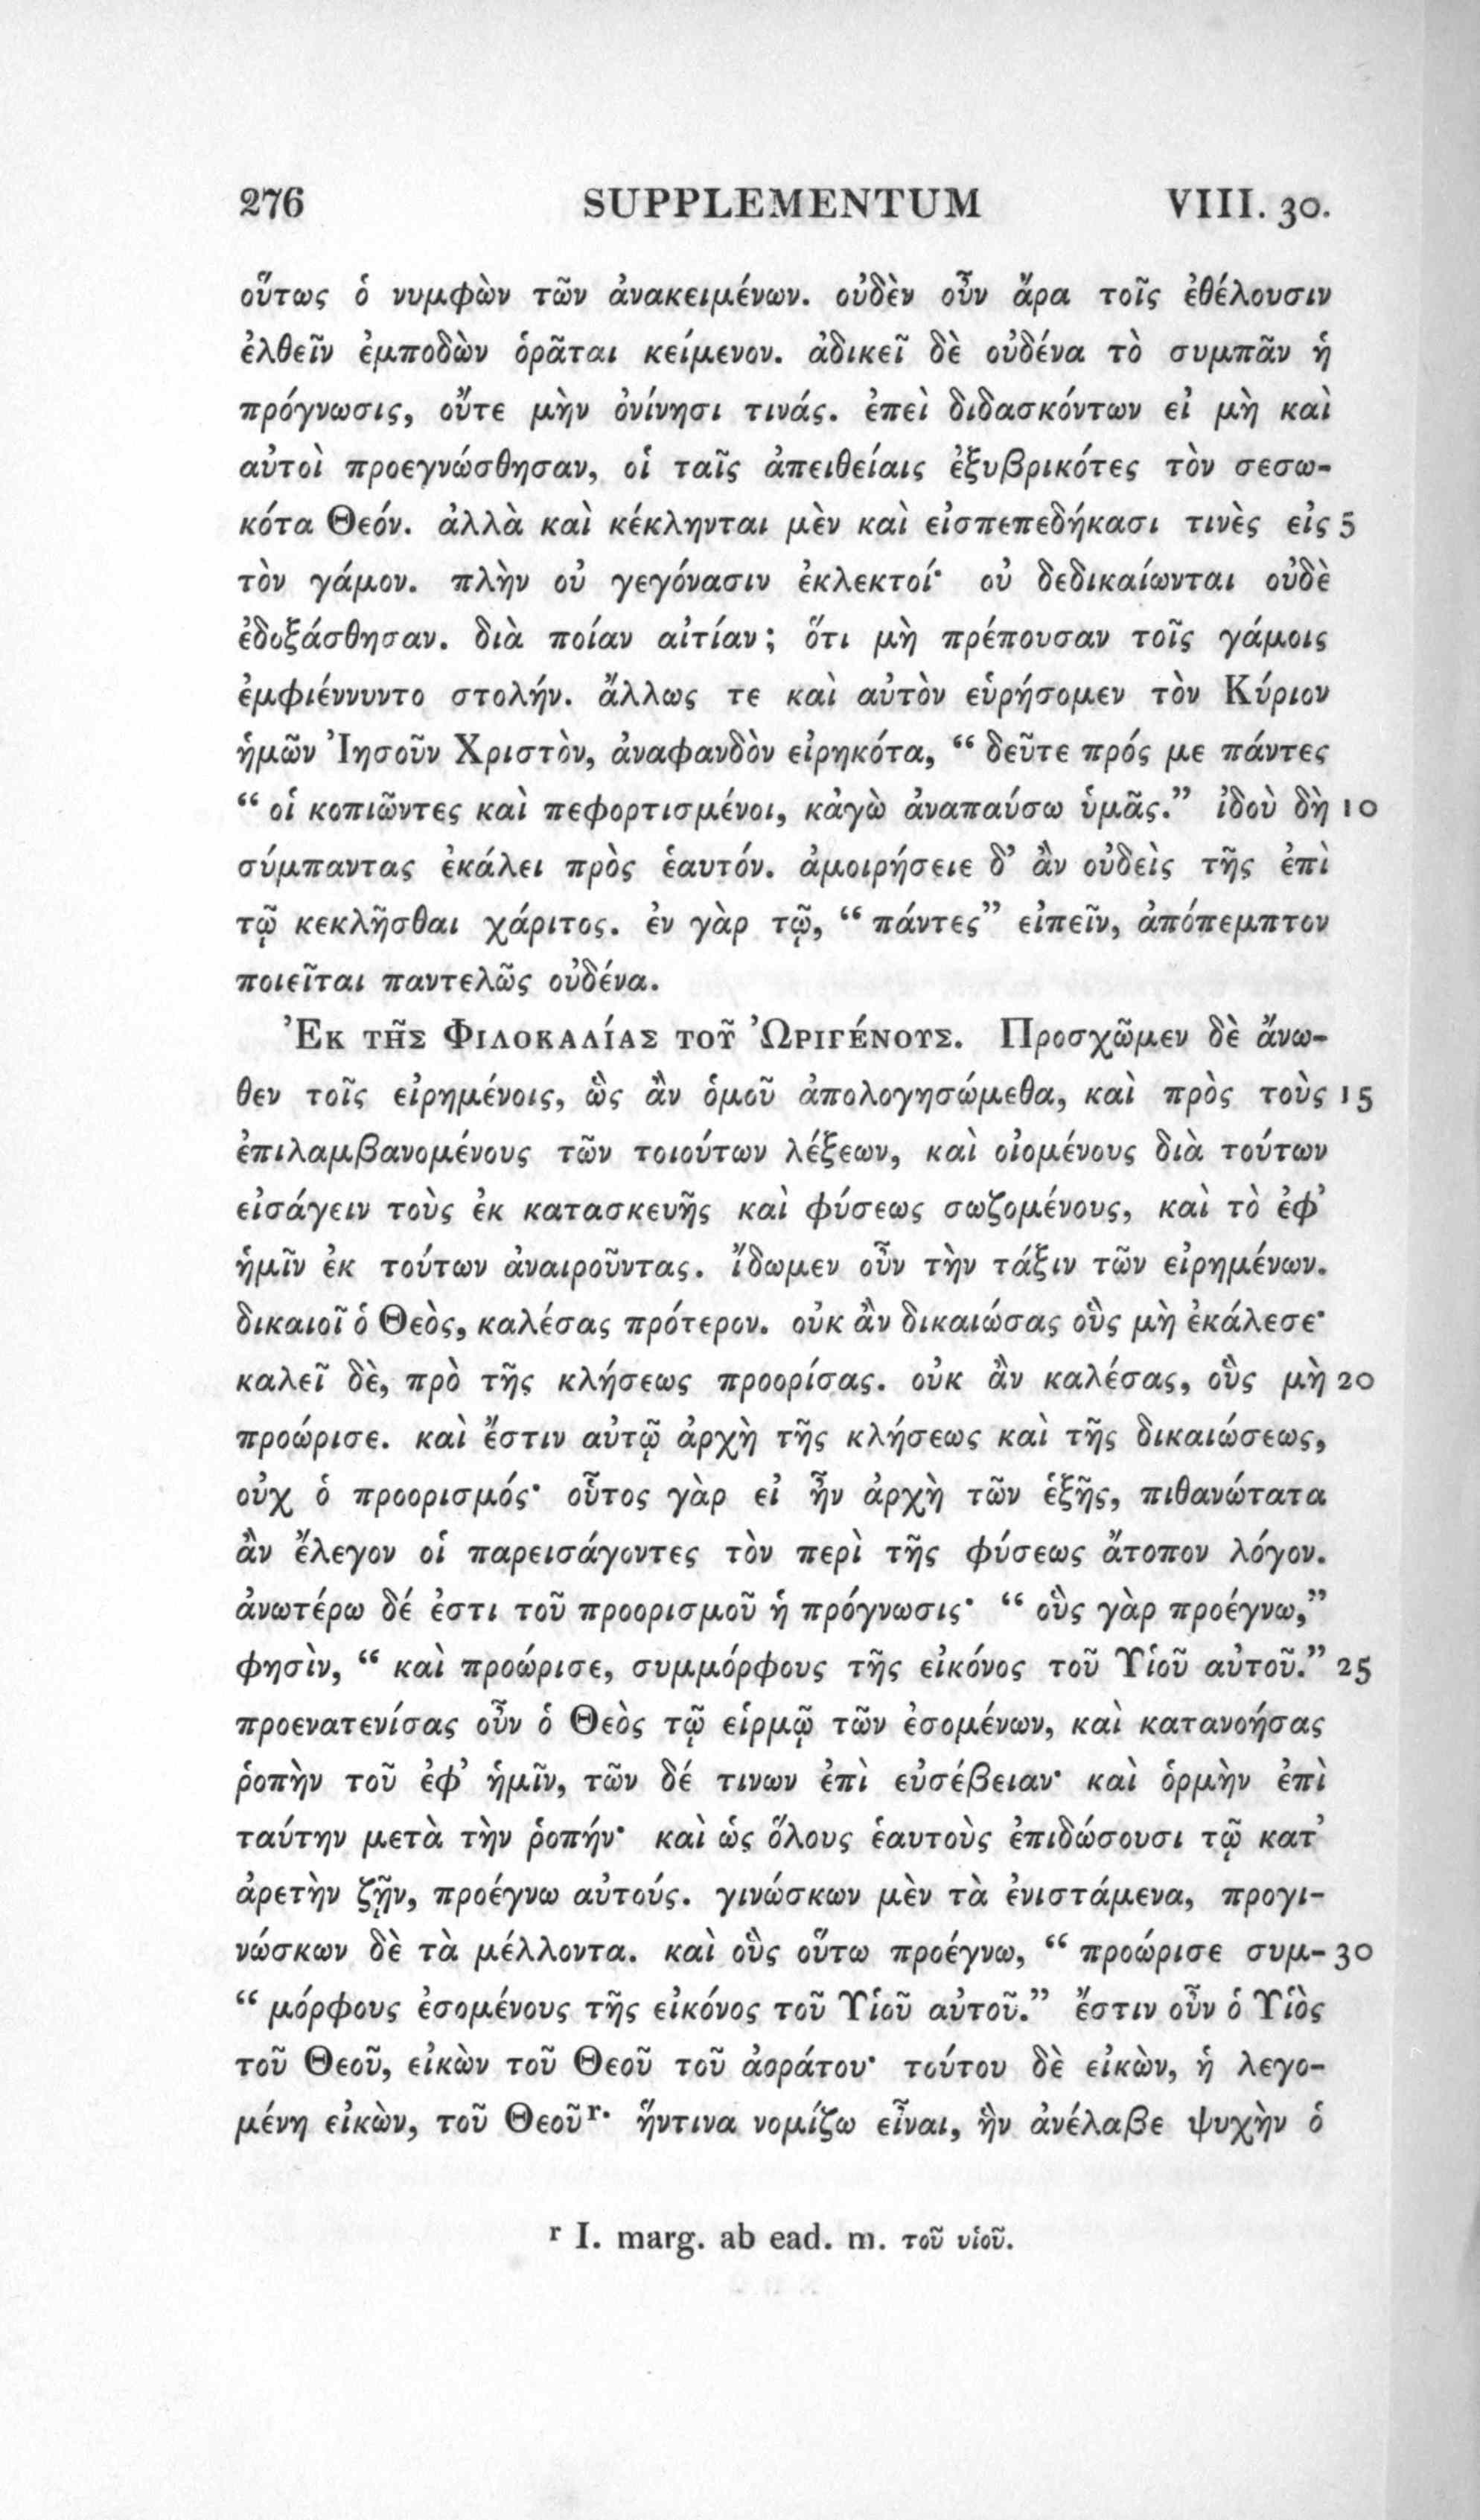 276 SUPPLEMENTUM VIII. 30.
οὕτως ὁ νυμφὼν τῶν ἀνακειμένων. οὐδὲν οὖν ἄρα τοῖς ἐθέλουσιν
ἐλθεῖν ἐμποδὼν ὁρᾶται κείμενον. ἀδικεῖ δὲ οὐδένα τὸ συμπᾶν ἡ
πρόγνωσις, οὔτε μὴν ὀνίνησι τινάς. ἐπεὶ διδασκόντων εἰ μὴ καὶ
αὐτοὶ προεγνώσθησαν, οἱ ταῖς ἀπειθείαις ἐξυβρικότες τὸν σεσω-
κότα Θεόν. ἀλλὰ καὶ κέκληνται μὲν καὶ εἰσπεπεδήκασι τινὲς εἰς 5
τὸν γάμον. πλὴν οὐ γεγόνασιν ἐκλεκτοί· οὐ δεδικαίωνται οὐδὲ
ἐδοξάσθησαν. διὰ ποίαν αἰτίαν; ὅτι μὴ πρέπουσαν τοῖς γάμοις
ἐμφιέννυντο στολήν. ἄλλως τε καὶ αὐτὸν εὑρήσομεν τὸν Κύριον
ἡμῶν Ἰησοῦν Χριστὸν, ἀναφανδὸν εἰρηκότα, “ δεῦτε πρός με πάντες
“ οἱ κοπιῶντες καὶ πεφορτισμένοι, κἀγὼ ἀναπαύσω ὑμᾶς.” ἰδοὺ δὴ 10
σύμπαντας ἐκάλει πρὸς ἑαυτόν. ἀμοιρήσειε δ’ ἂν οὐδεὶς τῆς ἐπὶ
τῷ κεκλῆσθαι χάριτος. ἐν γὰρ τῷ, “ πάντες” εἰπεῖν, ἀπόπεμπτον
ποιεῖται παντελῶς οὐδένα.
Ἐκ τῆς Φιλοκαλίας τοῦ Ὠριγένους. Προσχῶμεν δὲ ἄνω-
θεν τοῖς εἰρημένοις, ὣς ἂν ὁμοῦ ἀπολογησώμεθα, καὶ πρὸς τοὺς 15
ἐπιλαμβανομένους τῶν τοιούτων λέξεων, καὶ οἰομένους διὰ τούτων
εἰσάγειν τοὺς ἐκ κατασκευῆς καὶ φύσεως σωζομένους, καὶ τὸ ἐφ’
ἡμῖν ἐκ τούτων ἀναιροῦντας. ἴδωμεν οὖν τὴν τάξιν τῶν εἰρημένων.
δικαιοῖ ὁ Θεὸς, καλέσας πρότερον. οὐκ ἂν δικαιώσας οὓς μὴ ἐκάλεσε·
καλεῖ δὲ, πρὸ τῆς κλήσεως προορίσας. οὐκ ἂν καλέσας, οὓς μὴ 20
προώρισε. καὶ ἔστιν αὐτῷ ἀρχὴ τῆς κλήσεως καὶ τῆς δικαιώσεως,
οὐχ ὁ προορισμός· οὗτος γὰρ εἰ ἦν ἀρχὴ τῶν ἑξῆς, πιθανώτατα
ἂν ἔλεγον οἱ παρεισάγοντες τὸν περὶ τῆς φύσεως ἄτοπον λόγον.
ἀνωτέρω δέ ἐστι τοῦ προορισμοῦ ἡ πρόγνωσις· “ οὓς γὰρ προέγνω,”
φησὶν, “ καὶ προώρισε, συμμόρφους τῆς εἰκόνος τοῦ Υἱοῦ αὐτοῦ.” 25
προενατενίσας οὖν ὁ Θεὸς τῷ εἱρμῷ τῶν ἐσομένων, καὶ κατανοήσας
ῥοπὴν τοῦ ἐφ’ ἡμῖν, τῶν δέ τινων ἐπὶ εὐσέβειαν· καὶ ὁρμὴν ἐπὶ
ταύτην μετὰ τὴν ῥοπήν· καὶ ὡς ὅλους ἑαυτοὺς ἐπιδώσουσι τῷ κατ’
ἀρετὴν ζῇν, προέγνω αὐτούς. γινώσκων μὲν τὰ ἐνιστάμενα, προγι-
νώσκων δὲ τὰ μέλλοντα. καὶ οὓς οὕτω προέγνω, “ προώρισε συμ- 30
“ μόρφους ἐσομένους τῆς εἰκόνος τοῦ Υἱοῦ αὐτοῦ.” ἔστιν οὖν ὁ Υἱὸς
τοῦ Θεοῦ, εἰκὼν τοῦ Θεοῦ τοῦ ἀοράτου· τούτου δὲ εἰκὼν, ἡ λεγο-
μένη εἰκὼν, τοῦ Θεοῦ r· ἥντινα νομίζω εἶναι, ἣν ἀνέλαβε ψυχὴν ὁ
r I. marg. ab ead. m. τοῦ υἱοῦ.